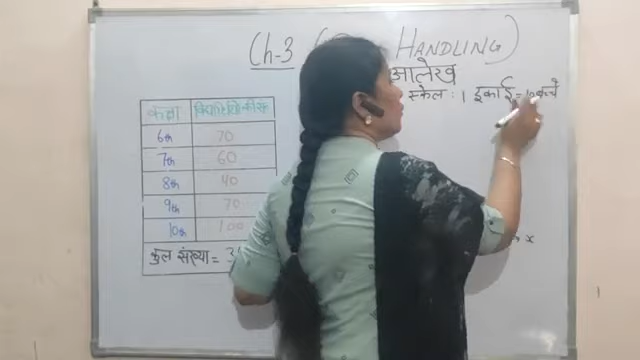 Ch-3 ( HANDLING)
आलेख
स्केल : 1 इकाई = बच्चे
कक्षा
6th 70
7th 60
8th 40
9th 70
10th 100
कुल संख्या = 3
x